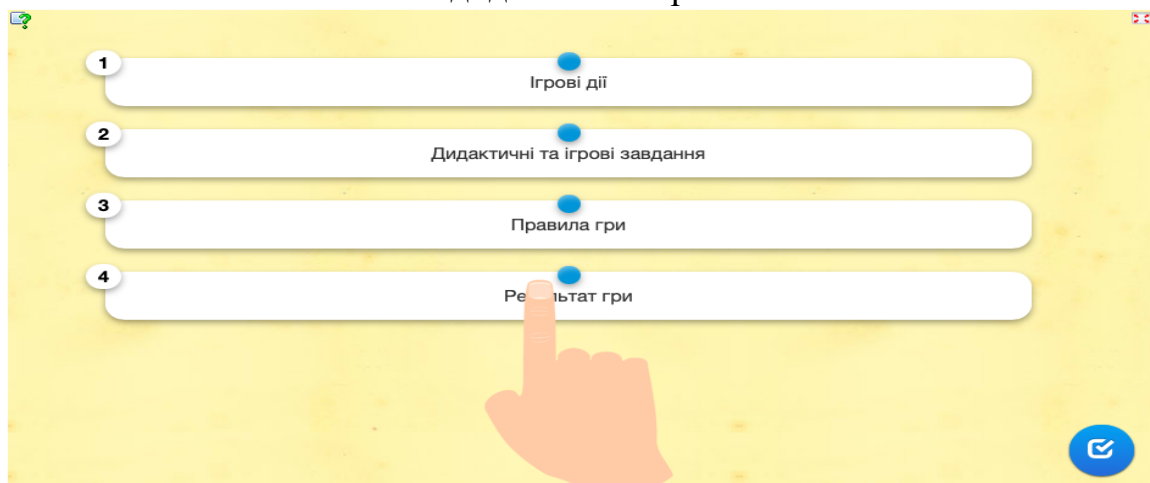 1
Ігрові дії
2
Дидактичні та ігрові завдання
3
Правила гри
4
гри